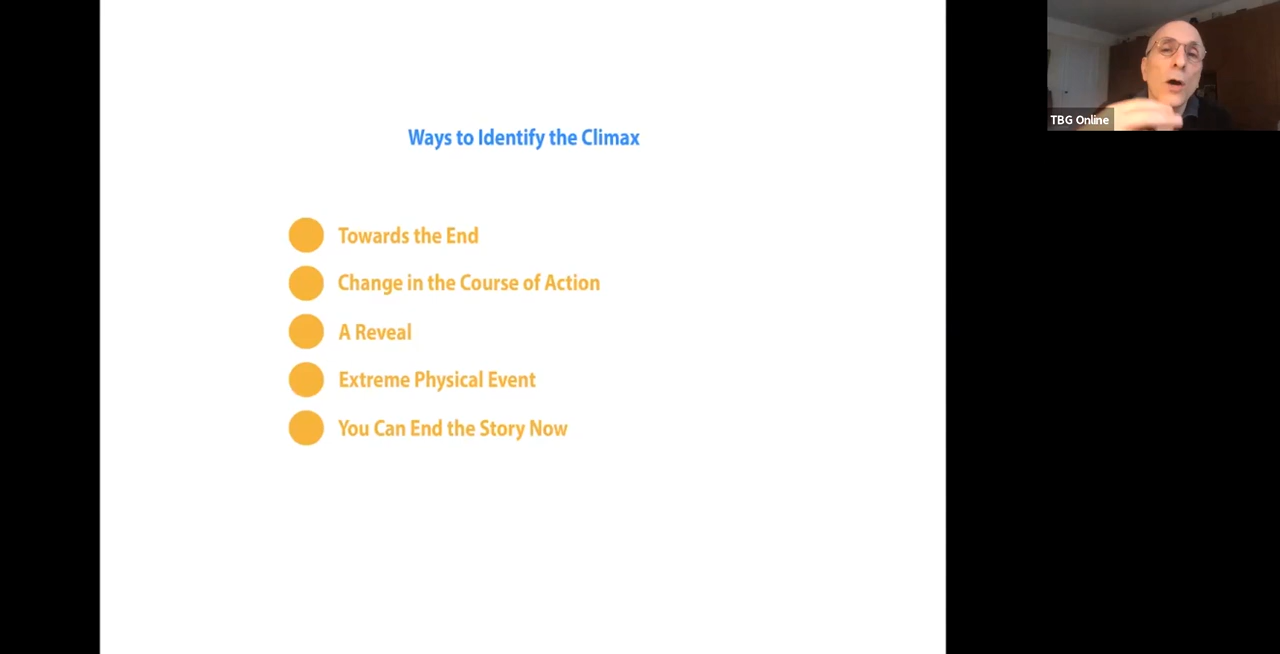 Ways to Identify the Climax
TBG Online
Towards the End
Change in the Course of Action
A Reveal
Extreme Physical Event
You Can End the Story Now